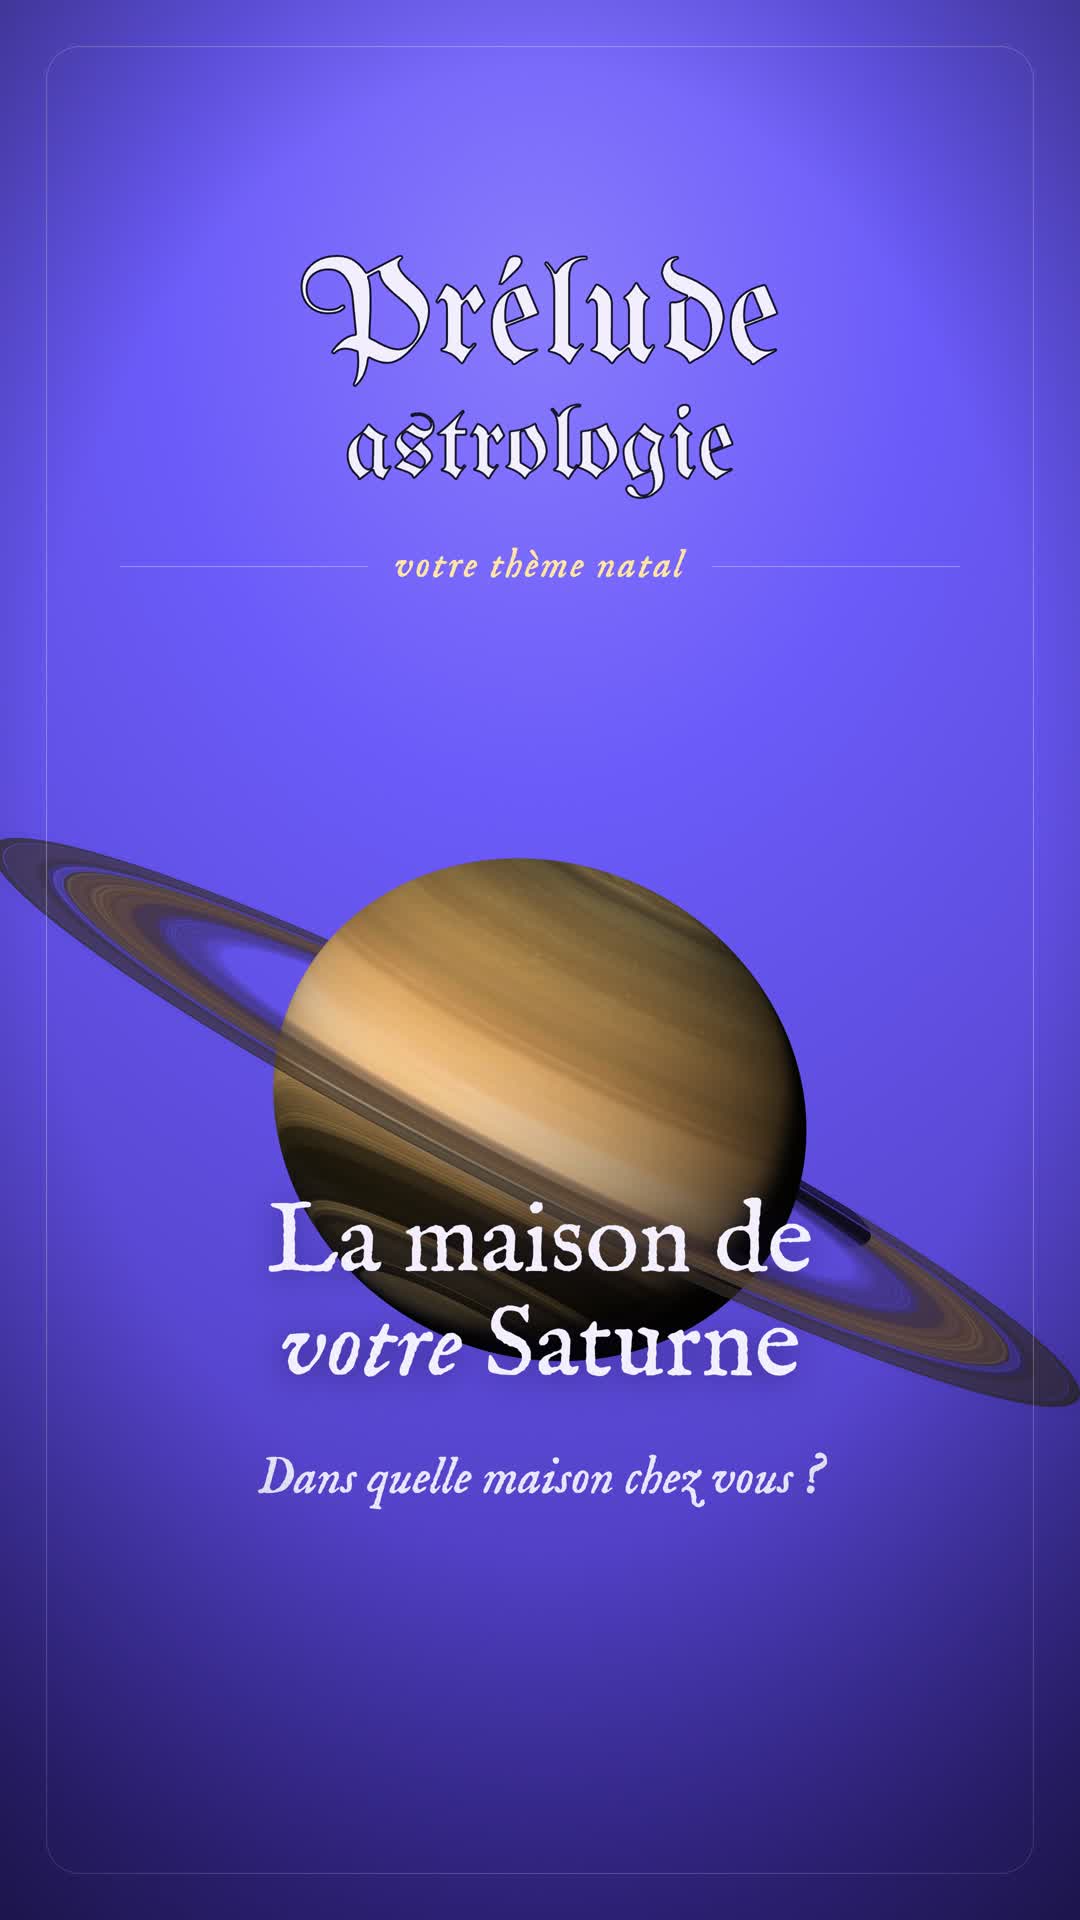 Prélude
astrologie
votre thème natal
La maison de
votre Saturne
Dans quelle maison chez vous ?